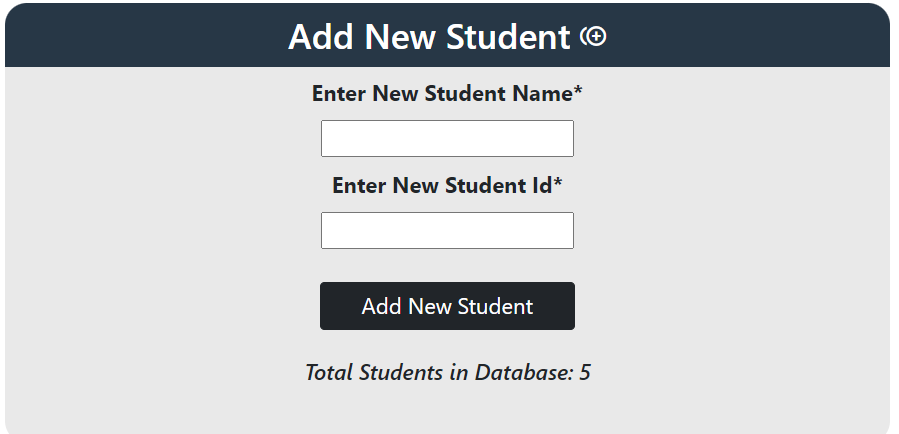 Add New Student
Enter New Student Name*
Enter New Student Id*
Add New Student
Total Students in Database: 5